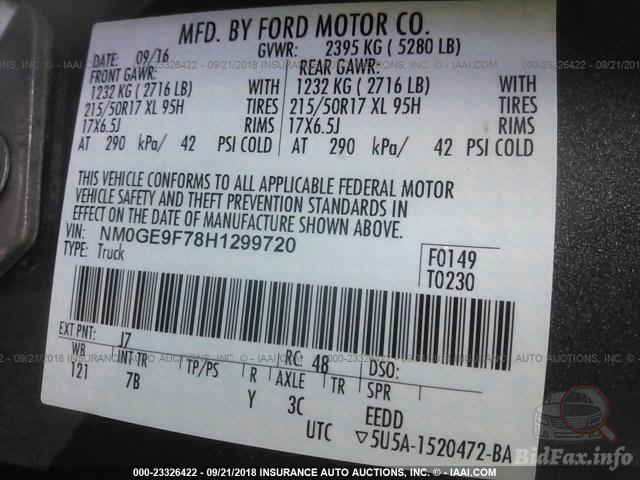 MFD. BY FORD MOTOR CO.
DATE: 09/16 GVWR: 2395 KG ( 5280 LB)
FRONT GAWR: REAR GAWR:
1232 KG ( 2716 LB) WITH 1232 KG ( 2716 LB) WITH
215/50R17 XL 95H TIRES 215/50R17 XL 95H TIRES
17X6.5J RIMS 17X6.5J RIMS
AT 290 kPa/ 42 PSI COLD AT 290 kPa/ 42 PSI COLD
THIS VEHICLE CONFORMS TO ALL APPLICABLE FEDERAL MOTOR
VEHICLE SAFETY AND THEFT PREVENTION STANDARDS IN
EFFECT ON THE DATE OF MANUFACTURE SHOWN ABOVE.
VIN: NM0GE9F78H1299720
TYPE: Truck
F0149
T0230
EXT PNT: J7 RC: 4B DSO:
WB INT TR TP/PS R AXLE TR SPR
121 7B Y 3C EEDD
UTC ▽5U5A-1520472-BA
BidFax.info
000-23326422 - 09/21/2018 INSURANCE AUTO AUCTIONS - IAAI.COM